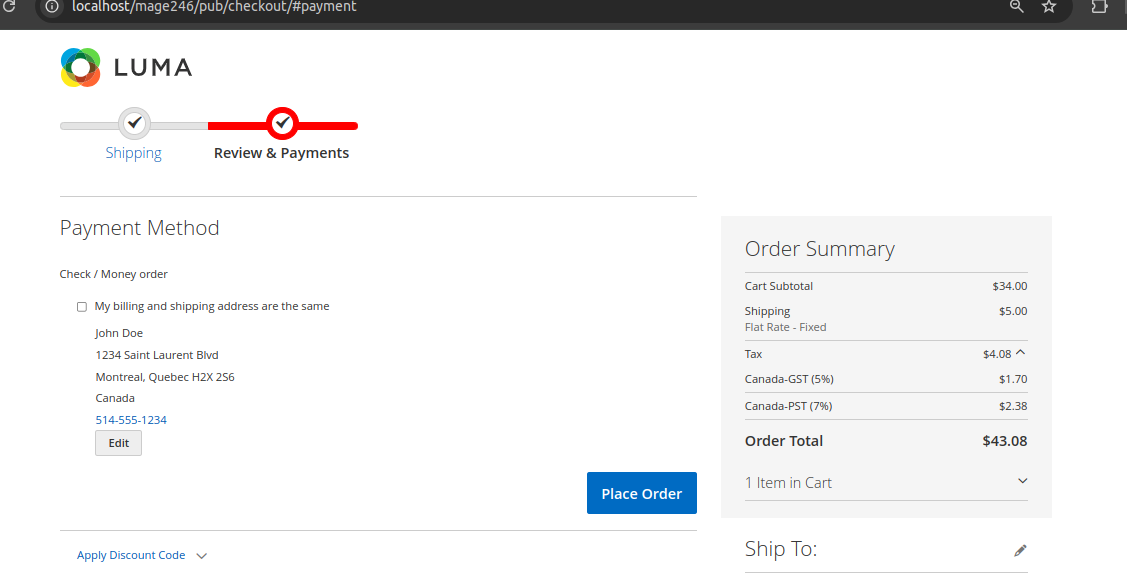 localhost/mage246/pub/checkout/#payment
LUMA
Shipping
Review & Payments
Payment Method
Check / Money order
My billing and shipping address are the same
John Doe
1234 Saint Laurent Blvd
Montreal, Quebec H2X 2S6
Canada
514-555-1234
Edit
Place Order
Apply Discount Code
Order Summary
Cart Subtotal $34.00
Shipping $5.00
Flat Rate - Fixed
Tax $4.08
Canada-GST (5%) $1.70
Canada-PST (7%) $2.38
Order Total $43.08
1 Item in Cart
Ship To: